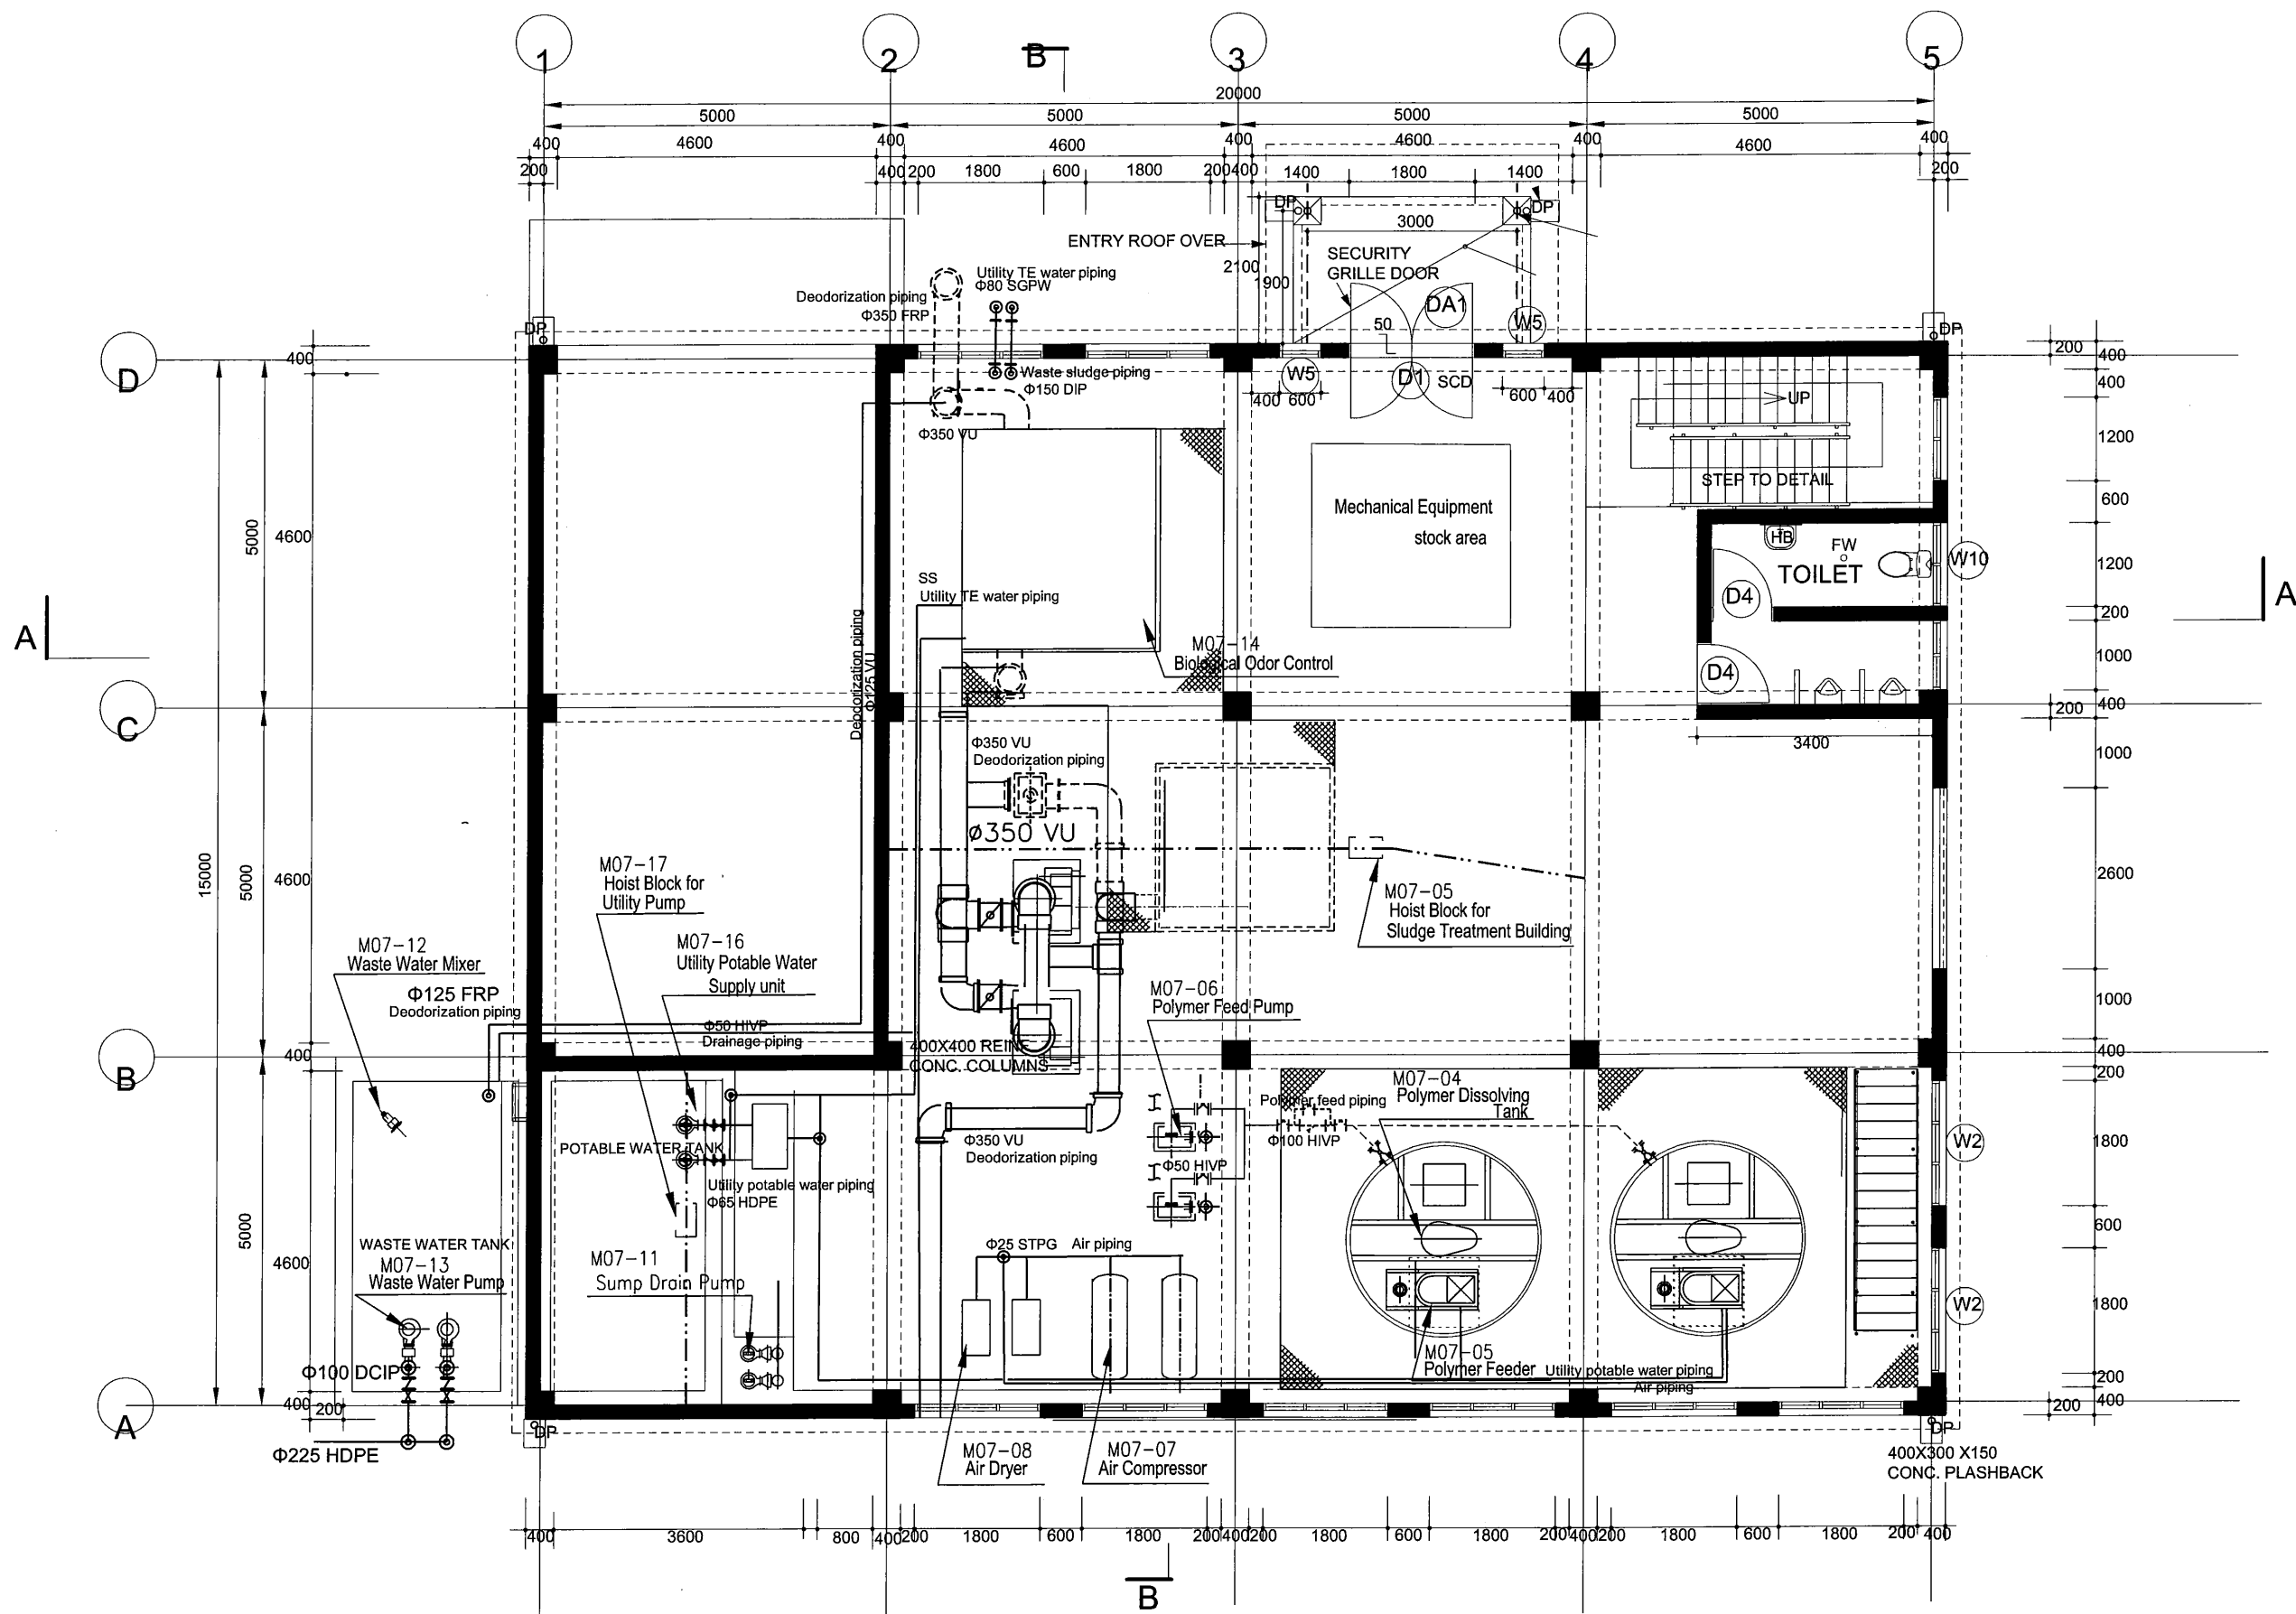 1
2
B
3
4
5
20000
5000
5000
5000
5000
400
4600
400
4600
400
4600
4600
400
200
400
200
1800
600
1800
200
400
1400
1800
1400
200
DP
DP
3000
ENTRY ROOF OVER
SECURITY
GRILLE DOOR
2100
1900
Utility TE water piping
Φ80 SGPW
Deodorization piping
Φ350 FRP
DA1
W5
50
DP
DP
D
400
200
400
Waste sludge piping
Φ150 DIP
W5
D1
SCD
400
600
600
400
400
UP
Φ350 VU
1200
STEP TO DETAIL
600
Mechanical Equipment
stock area
HB
FW
TOILET
W10
1200
5000
4600
SS
Utility TE water piping
D4
200
A
A
M07-14
Biological Odor Control
D4
1000
Deodorization piping
Φ125 VU
C
200
400
3400
1000
Φ350 VU
Deodorization piping
Ø350 VU
15000
5000
4600
M07-17
Hoist Block for
Utility Pump
2600
M07-05
Hoist Block for
Sludge Treatment Building
M07-12
Waste Water Mixer
M07-16
Utility Potable Water
Supply unit
Φ125 FRP
Deodorization piping
M07-06
Polymer Feed Pump
1000
Φ50 HIVP
Drainage piping
400X400 REINF
CONC. COLUMNS
B
400
400
200
M07-04
Polymer Dissolving
Tank
Polymer feed piping
Φ100 HIVP
POTABLE WATER TANK
Φ350 VU
Deodorization piping
Φ50 HIVP
W2
1800
Utility potable water piping
Φ65 HDPE
5000
4600
WASTE WATER TANK
M07-13
Waste Water Pump
M07-11
Sump Drain Pump
Φ25 STPG
Air piping
600
W2
1800
Φ100 DCIP
M07-05
Polymer Feeder
Utility potable water piping
Air piping
200
400
200
200
400
A
DP
DP
Φ225 HDPE
M07-08
Air Dryer
M07-07
Air Compressor
400X300 X150
CONC. PLASHBACK
400
3600
800
400
200
1800
600
1800
200
400
200
1800
600
1800
200
400
200
1800
600
1800
200
400
B